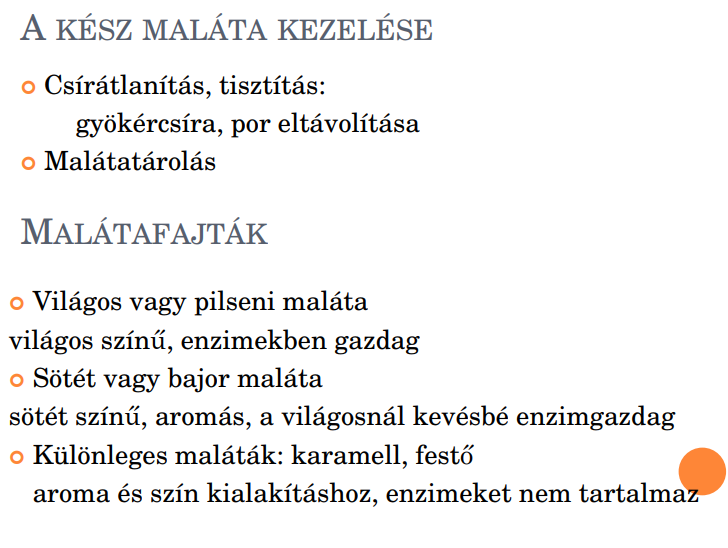 A KÉSZ MALÁTA KEZELÉSE
Csírátlanítás, tisztítás:
gyökércsíra, por eltávolítása
Malátatárolás
MALÁTAFAJTÁK
Világos vagy pilseni maláta
világos színű, enzimekben gazdag
Sötét vagy bajor maláta
sötét színű, aromás, a világosnál kevésbé enzimgazdag
Különleges maláták: karamell, festő
aroma és szín kialakításhoz, enzimeket nem tartalmaz